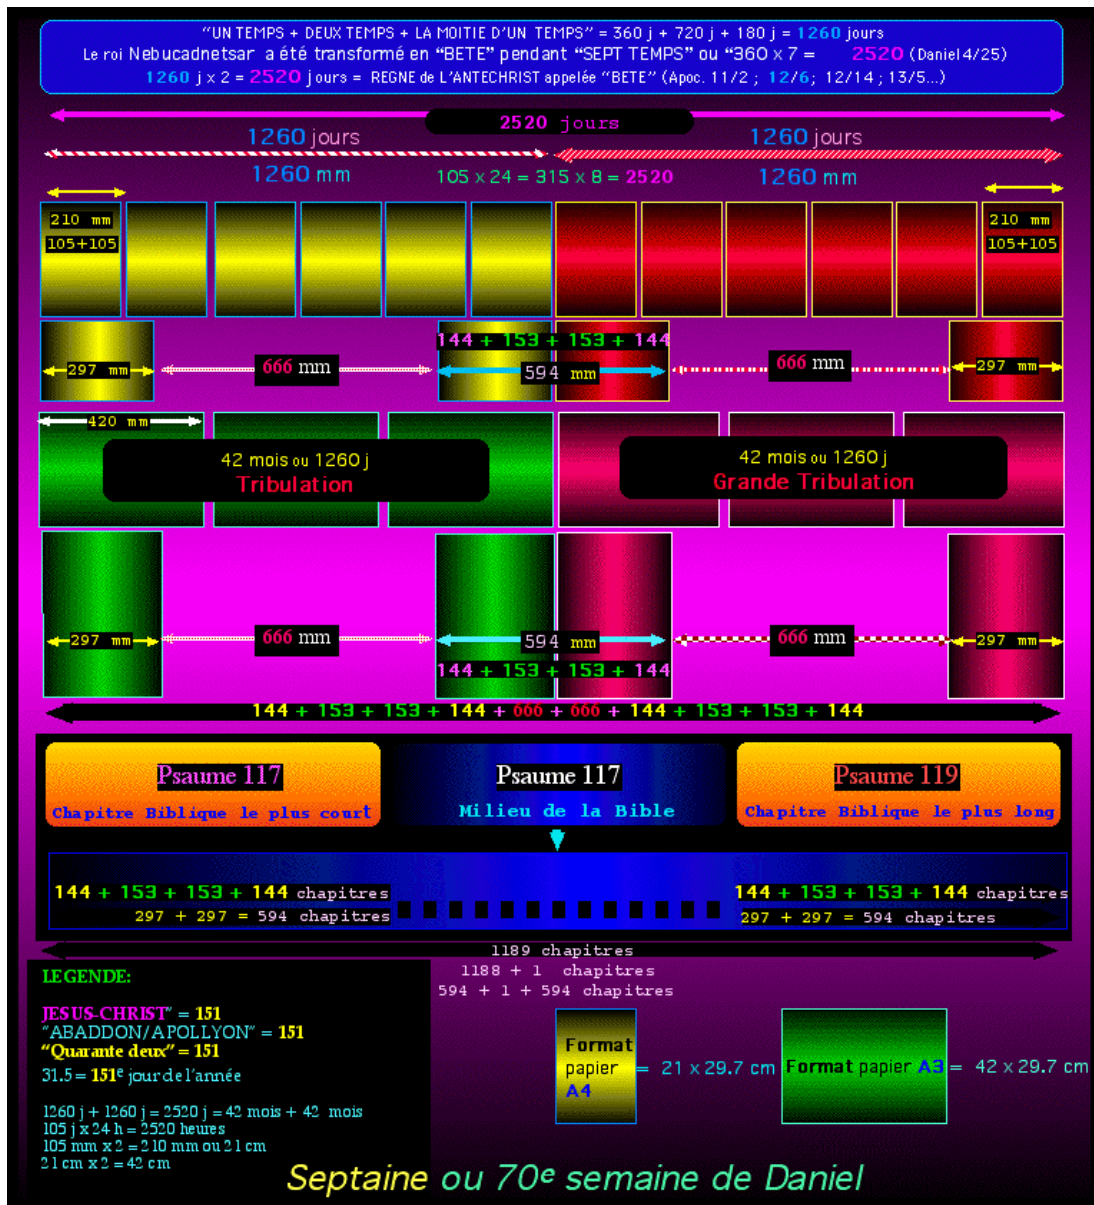 “UN TEMPS + DEUX TEMPS + LA MOITIE D'UN TEMPS” = 360 j + 720 j + 180 j = 1260 jours
Le roi Nebucadnetsar a été transformé en “BETE” pendant “SEPT TEMPS” ou “360 x 7 = 2520 (Daniel 4/25)
1260 j x 2 = 2520 jours = REGNE de L'ANTECHRIST appelée “BETE” (Apoc. 11/2 ; 12/6; 12/14 ; 13/5...)
2520 jours
1260 jours 1260 jours
1260 mm 105 x 24 = 315 x 8 = 2520 1260 mm
210 mm 210 mm
105+105 105+105
144 + 153 + 153 + 144
297 mm 666 mm 594 mm 666 mm 297 mm
420 mm
42 mois ou 1260 j 42 mois ou 1260 j
Tribulation Grande Tribulation
297 mm 666 mm 594 mm 666 mm 297 mm
144 + 153 + 153 + 144
144 + 153 + 153 + 144 + 666 + 666 + 144 + 153 + 153 + 144
Psaume 117 Psaume 117 Psaume 119
Chapitre Biblique le plus court Milieu de la Bible Chapitre Biblique le plus long
144 + 153 + 153 + 144 chapitres 144 + 153 + 153 + 144 chapitres
297 + 297 = 594 chapitres 297 + 297 = 594 chapitres
1189 chapitres
1188 + 1 chapitres
594 + 1 + 594 chapitres
LEGENDE:
JESUS-CHRIST” = 151
“ABADDON/APOLLYON” = 151
“Quarante deux” = 151
31.5 = 151e jour de l'année
1260 j + 1260 j = 2520 j = 42 mois + 42 mois
105 j x 24 h = 2520 heures
105 mm x 2 = 210 mm ou 21 cm
21 cm x 2 = 42 cm
Format papier A4 = 21 x 29.7 cm
Format papier A3 = 42 x 29.7 cm
Septaine ou 70e semaine de Daniel